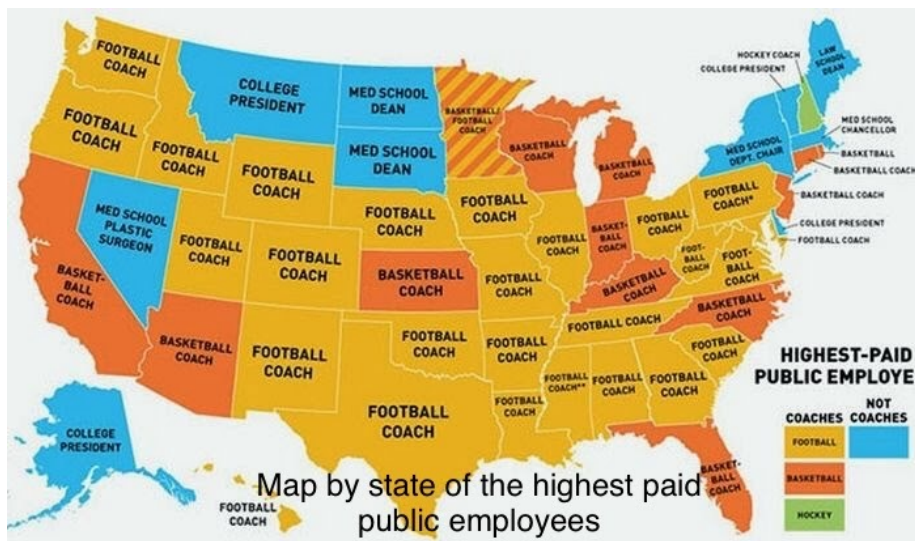 FOOTBALL
COACH
COLLEGE
PRESIDENT
MED SCHOOL
DEAN
BASKETBALL/
FOOTBALL
COACH
HOCKEY COACH
COLLEGE PRESIDENT
LAW
SCHOOL
DEAN
FOOTBALL
COACH
FOOTBALL
COACH
FOOTBALL
COACH
MED SCHOOL
DEAN
BASKETBALL
COACH
BASKETBALL
COACH
MED SCHOOL
DEPT. CHAIR
MED SCHOOL
CHANCELLOR
BASKETBALL
BASKETBALL COACH
BASKETBALL COACH
COLLEGE PRESIDENT
FOOTBALL COACH
MED SCHOOL
PLASTIC
SURGEON
FOOTBALL
COACH
FOOTBALL
COACH
FOOTBALL
COACH
FOOTBALL
COACH
FOOTBALL
COACH
BASKET-
BALL
COACH
FOOTBALL
COACH
FOOTBALL
COACH*
FOOT-
BALL
COACH
FOOT-
BALL
COACH
BASKET-
BALL
COACH
BASKETBALL
COACH
FOOTBALL
COACH
BASKETBALL
COACH
BASKETBALL
COACH
BASKETBALL
COACH
FOOTBALL
COACH
FOOTBALL
COACH
FOOTBALL
COACH
FOOTBALL COACH
FOOTBALL
COACH
FOOTBALL
COACH
FOOTBALL
COACH
FOOTBALL
COACH**
FOOTBALL
COACH
FOOTBALL
COACH
BASKET-
BALL
COACH
COLLEGE
PRESIDENT
FOOTBALL
COACH
HIGHEST-PAID
PUBLIC EMPLOYE
COACHES
NOT
COACHES
FOOTBALL
BASKETBALL
HOCKEY
Map by state of the highest paid
public employees